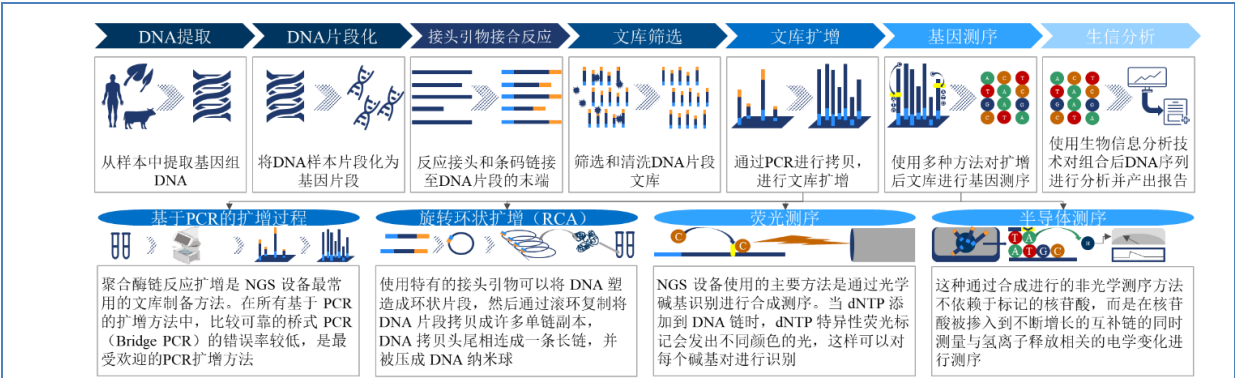 DNA提取
DNA片段化
接头引物接合反应
文库筛选
文库扩增
基因测序
生信分析
从样本中提取基因组
DNA
将DNA样本片段化为
基因片段
反应接头和条码链接
至DNA片段的末端
筛选和清洗DNA片段
文库
通过PCR进行拷贝，
进行文库扩增
A C T
T A G
G A G
C T A
使用多种方法对扩增
后文库进行基因测序
A C T
T A G
G A G
C T A
使用生物信息分析技
术对组合后DNA序列
进行分析并产出报告
基于PCR的扩增过程
聚合酶链反应扩增是 NGS 设备最常
用的文库制备方法。在所有基于 PCR
的扩增方法中，比较可靠的桥式 PCR
（Bridge PCR）的错误率较低，是最
受欢迎的PCR扩增方法
旋转环状扩增（RCA）
使用特有的接头引物可以将 DNA 塑
造成环状片段，然后通过滚环复制将
DNA 片段拷贝成许多单链副本，
DNA 拷贝头尾相连成一条长链，并
被压成 DNA 纳米球
荧光测序
C
C
NGS 设备使用的主要方法是通过光学
碱基识别进行合成测序。当 dNTP 添
加到 DNA 链时，dNTP 特异性荧光标
记会发出不同颜色的光，这样可以对
每个碱基对进行识别
半导体测序
T A
A T G C
H
这种通过合成进行的非光学测序方法
不依赖于标记的核苷酸，而是在核苷
酸被掺入到不断增长的互补链的同时
测量与氢离子释放相关的电学变化进
行测序